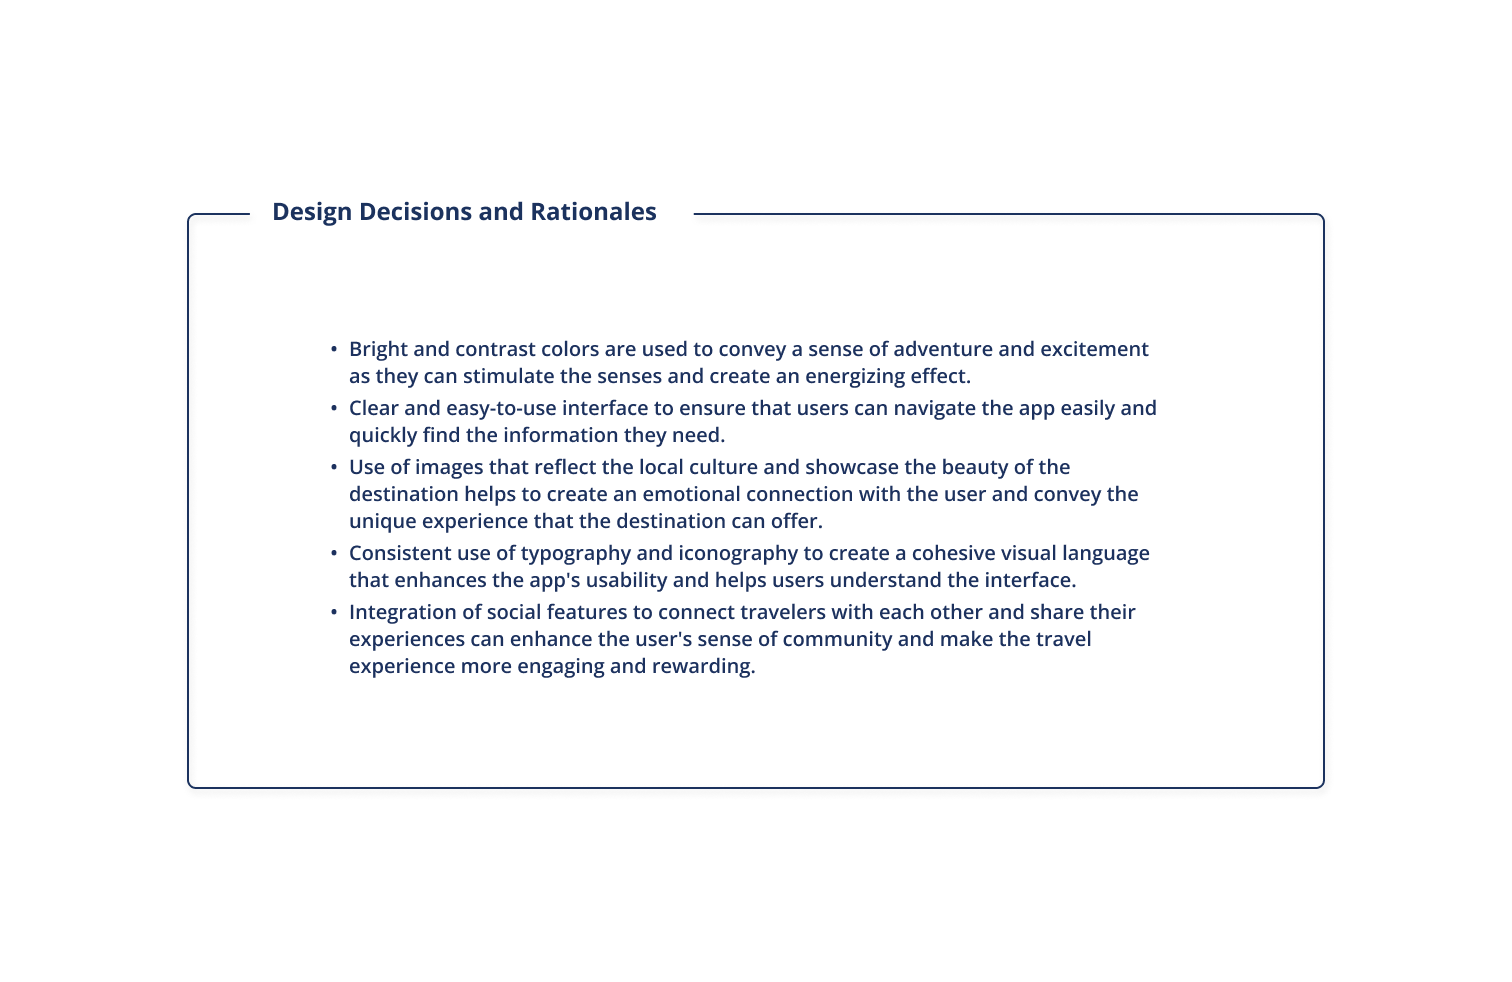 Design Decisions and Rationales
• Bright and contrast colors are used to convey a sense of adventure and excitement
as they can stimulate the senses and create an energizing effect.
• Clear and easy-to-use interface to ensure that users can navigate the app easily and
quickly find the information they need.
• Use of images that reflect the local culture and showcase the beauty of the
destination helps to create an emotional connection with the user and convey the
unique experience that the destination can offer.
• Consistent use of typography and iconography to create a cohesive visual language
that enhances the app's usability and helps users understand the interface.
• Integration of social features to connect travelers with each other and share their
experiences can enhance the user's sense of community and make the travel
experience more engaging and rewarding.